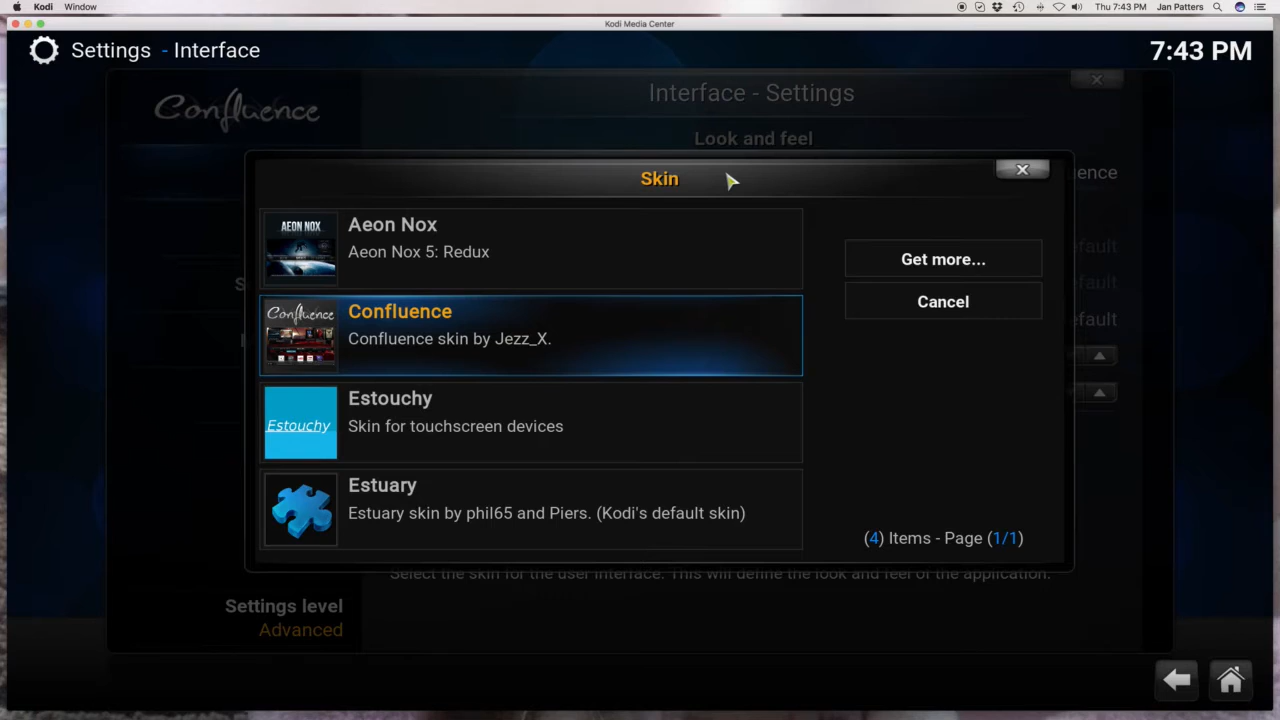 Kodi Window
Thu 7:43 PM Jan Patters
Kodi Media Center
Settings - Interface
7:43 PM
Confluence
Interface - Settings
Look and feel
Skin
AEON NOX
Aeon Nox
Aeon Nox 5: Redux
Get more...
Confluence
Confluence
Confluence skin by Jezz_X.
Cancel
Estouchy
Estouchy
Skin for touchscreen devices
Estuary
Estuary skin by phil65 and Piers. (Kodi's default skin)
(4) Items - Page (1/1)
Select the skin for the user interface. This will define the look and feel of the application.
Settings level
Advanced